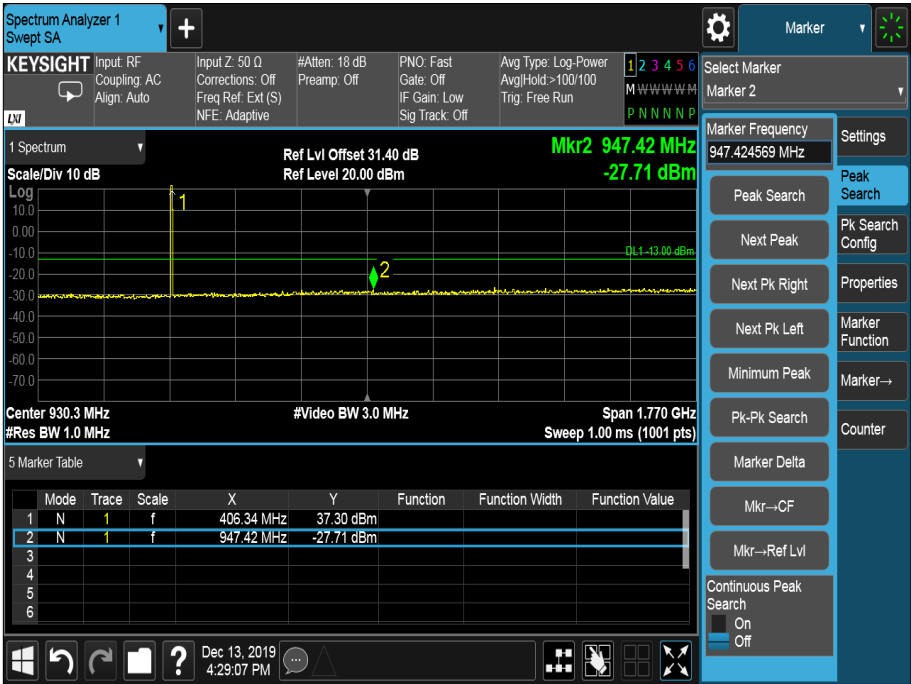 Spectrum Analyzer 1
Swept SA
+
Marker
KEYSIGHT
Input: RF
Coupling: AC
Align: Auto
LXI
Input Z: 50 Ω
Corrections: Off
Freq Ref: Ext (S)
NFE: Adaptive
#Atten: 18 dB
Preamp: Off
PNO: Fast
Gate: Off
IF Gain: Low
Sig Track: Off
Avg Type: Log-Power
Avg|Hold:>100/100
Trig: Free Run
1 2 3 4 5 6
M W W W W M
P N N N N P
Select Marker
Marker 2
1 Spectrum
Scale/Div 10 dB
Ref Lvl Offset 31.40 dB
Ref Level 20.00 dBm
Mkr2 947.42 MHz
-27.71 dBm
Log
10.0
0.00
-10.0
-20.0
-30.0
-40.0
-50.0
-60.0
-70.0
1
2
DL1 -13.00 dBm
Center 930.3 MHz
#Res BW 1.0 MHz
#Video BW 3.0 MHz
Span 1.770 GHz
Sweep 1.00 ms (1001 pts)
5 Marker Table
Mode Trace Scale X Y Function Function Width Function Value
1 N 1 f 406.34 MHz 37.30 dBm
2 N 1 f 947.42 MHz -27.71 dBm
3
4
5
6
Marker Frequency
947.424569 MHz
Peak Search
Next Peak
Next Pk Right
Next Pk Left
Minimum Peak
Pk-Pk Search
Marker Delta
Mkr→CF
Mkr→Ref Lvl
Continuous Peak
Search
On
Off
Settings
Peak
Search
Pk Search
Config
Properties
Marker
Function
Marker→
Counter
?
Dec 13, 2019
4:29:07 PM